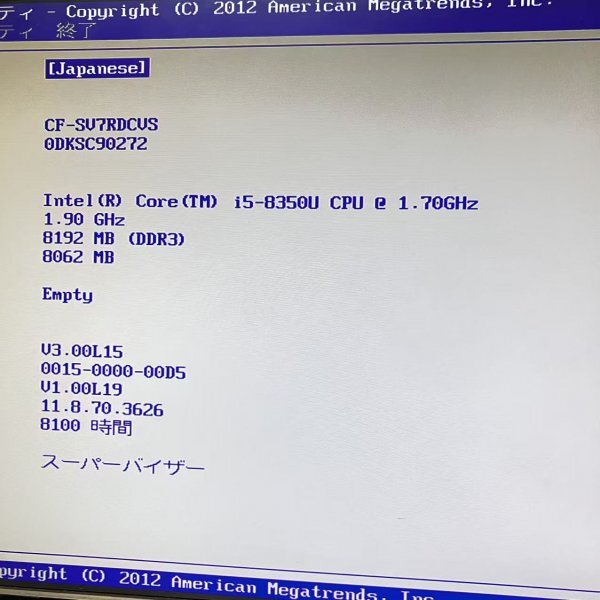 ティ - Copyright (C) 2012 American Megatrends, Inc.
ティ 終了
[Japanese]
CF-SV7RDCVS
0DKSC90272
Intel(R) Core(TM) i5-8350U CPU @ 1.70GHz
1.90 GHz
8192 MB (DDR3)
8062 MB
Empty
V3.00L15
0015-0000-00D5
V1.00L19
11.8.70.3626
8100 時間
スーパーバイザー
pyright (C) 2012 American Megatrends, Inc.